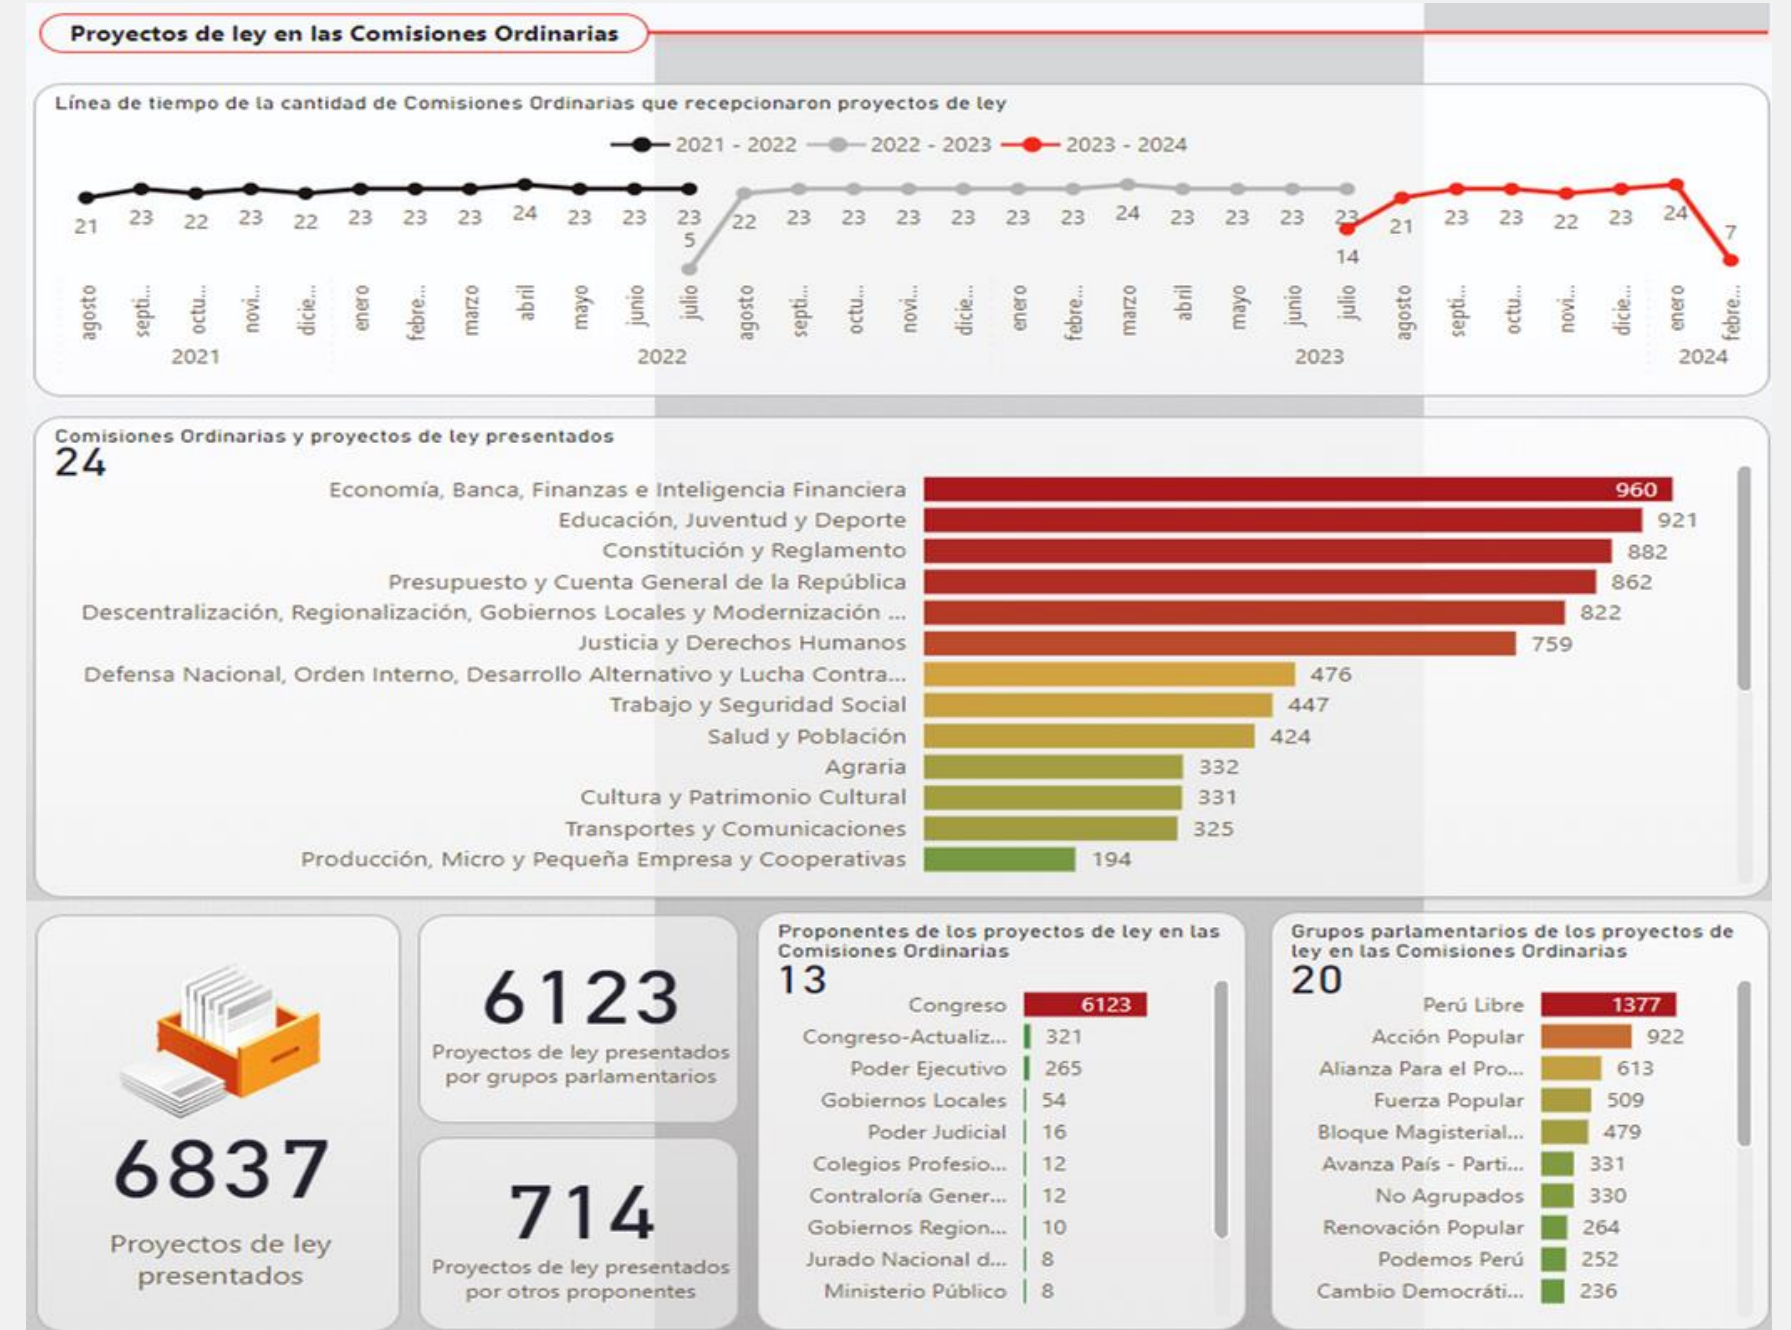 Proyectos de ley en las Comisiones Ordinarias
Línea de tiempo de la cantidad de Comisiones Ordinarias que recepcionaron proyectos de ley
2021 - 2022 2022 - 2023 2023 - 2024
21 23 22 23 22 23 23 23 24 23 23 23
5 22 23 23 23 23 23 23 24 23 23 23 23
14 21 23 23 22 23 24 7
agosto septi... octu... novi... dicie... enero febre... marzo abril mayo junio julio agosto septi... octu... novi... dicie... enero febre... marzo abril mayo junio julio agosto septi... octu... novi... dicie... enero febre...
2021 2022 2023 2024
Comisiones Ordinarias y proyectos de ley presentados
24
Economía, Banca, Finanzas e Inteligencia Financiera 960
Educación, Juventud y Deporte 921
Constitución y Reglamento 882
Presupuesto y Cuenta General de la República 862
Descentralización, Regionalización, Gobiernos Locales y Modernización ... 822
Justicia y Derechos Humanos 759
Defensa Nacional, Orden Interno, Desarrollo Alternativo y Lucha Contra... 476
Trabajo y Seguridad Social 447
Salud y Población 424
Agraria 332
Cultura y Patrimonio Cultural 331
Transportes y Comunicaciones 325
Producción, Micro y Pequeña Empresa y Cooperativas 194
6837
Proyectos de ley
presentados
6123
Proyectos de ley presentados
por grupos parlamentarios
714
Proyectos de ley presentados
por otros proponentes
Proponentes de los proyectos de ley en las
Comisiones Ordinarias
13
Congreso 6123
Congreso-Actualiz... 321
Poder Ejecutivo 265
Gobiernos Locales 54
Poder Judicial 16
Colegios Profesio... 12
Contraloría Gener... 12
Gobiernos Region... 10
Jurado Nacional d... 8
Ministerio Público 8
Grupos parlamentarios de los proyectos de
ley en las Comisiones Ordinarias
20
Perú Libre 1377
Acción Popular 922
Alianza Para el Pro... 613
Fuerza Popular 509
Bloque Magisterial... 479
Avanza País - Parti... 331
No Agrupados 330
Renovación Popular 264
Podemos Perú 252
Cambio Democráti... 236